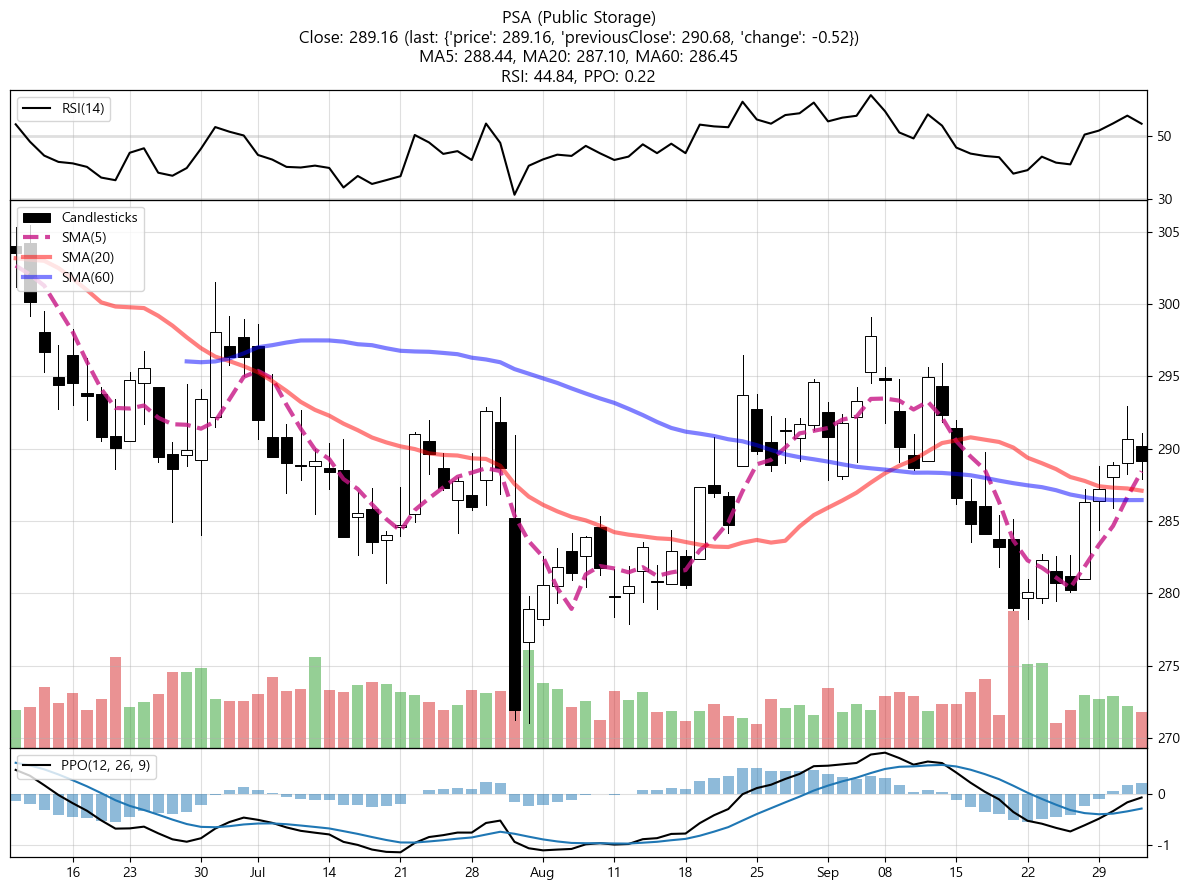 PSA (Public Storage)
Close: 289.16 (last: {'price': 289.16, 'previousClose': 290.68, 'change': -0.52})
MA5: 288.44, MA20: 287.10, MA60: 286.45
RSI: 44.84, PPO: 0.22
RSI(14)
50
30
Candlesticks
SMA(5)
SMA(20)
SMA(60)
305
300
295
290
285
280
275
270
PPO(12, 26, 9)
0
-1
16 23 30 Jul 14 21 28 Aug 11 18 25 Sep 08 15 22 29